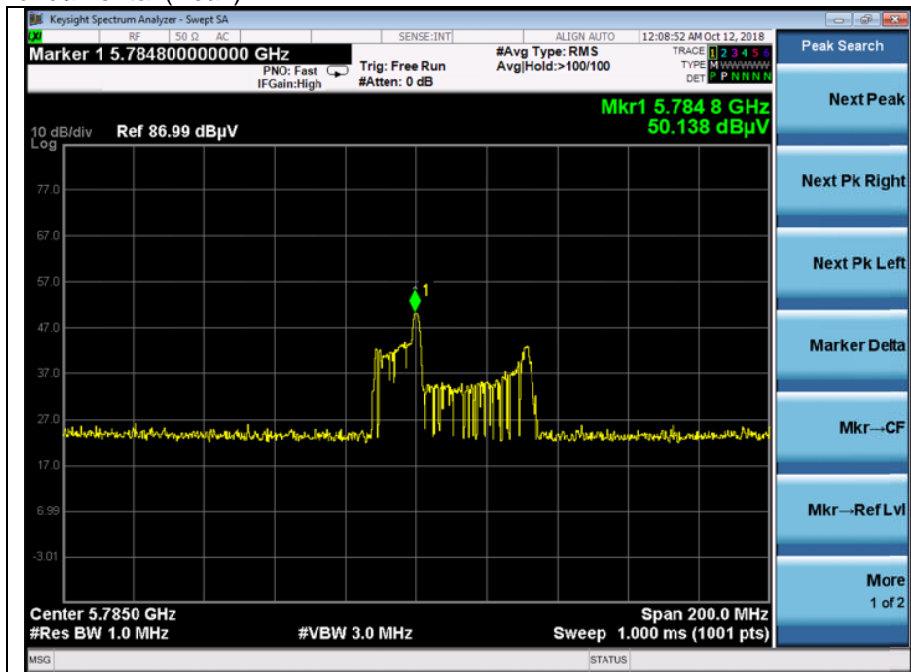 Keysight Spectrum Analyzer - Swept SA
RF 50 Ω AC SENSE:INT ALIGN AUTO 12:08:52 AM Oct 12, 2018
Marker 1 5.784800000000 GHz
PNO: Fast
IFGain:High
Trig: Free Run
#Atten: 0 dB
#Avg Type: RMS
Avg|Hold:>100/100
TRACE 1 2 3 4 5 6
TYPE M WWWWW
DET P P N N N N
Peak Search
Mkr1 5.784 8 GHz
50.138 dBµV
10 dB/div Ref 86.99 dBµV
Log
77.0
67.0
57.0
47.0
37.0
27.0
17.0
6.99
-3.01
1
Next Peak
Next Pk Right
Next Pk Left
Marker Delta
Mkr→CF
Mkr→Ref Lvl
More
1 of 2
Center 5.7850 GHz Span 200.0 MHz
#Res BW 1.0 MHz #VBW 3.0 MHz Sweep 1.000 ms (1001 pts)
MSG STATUS